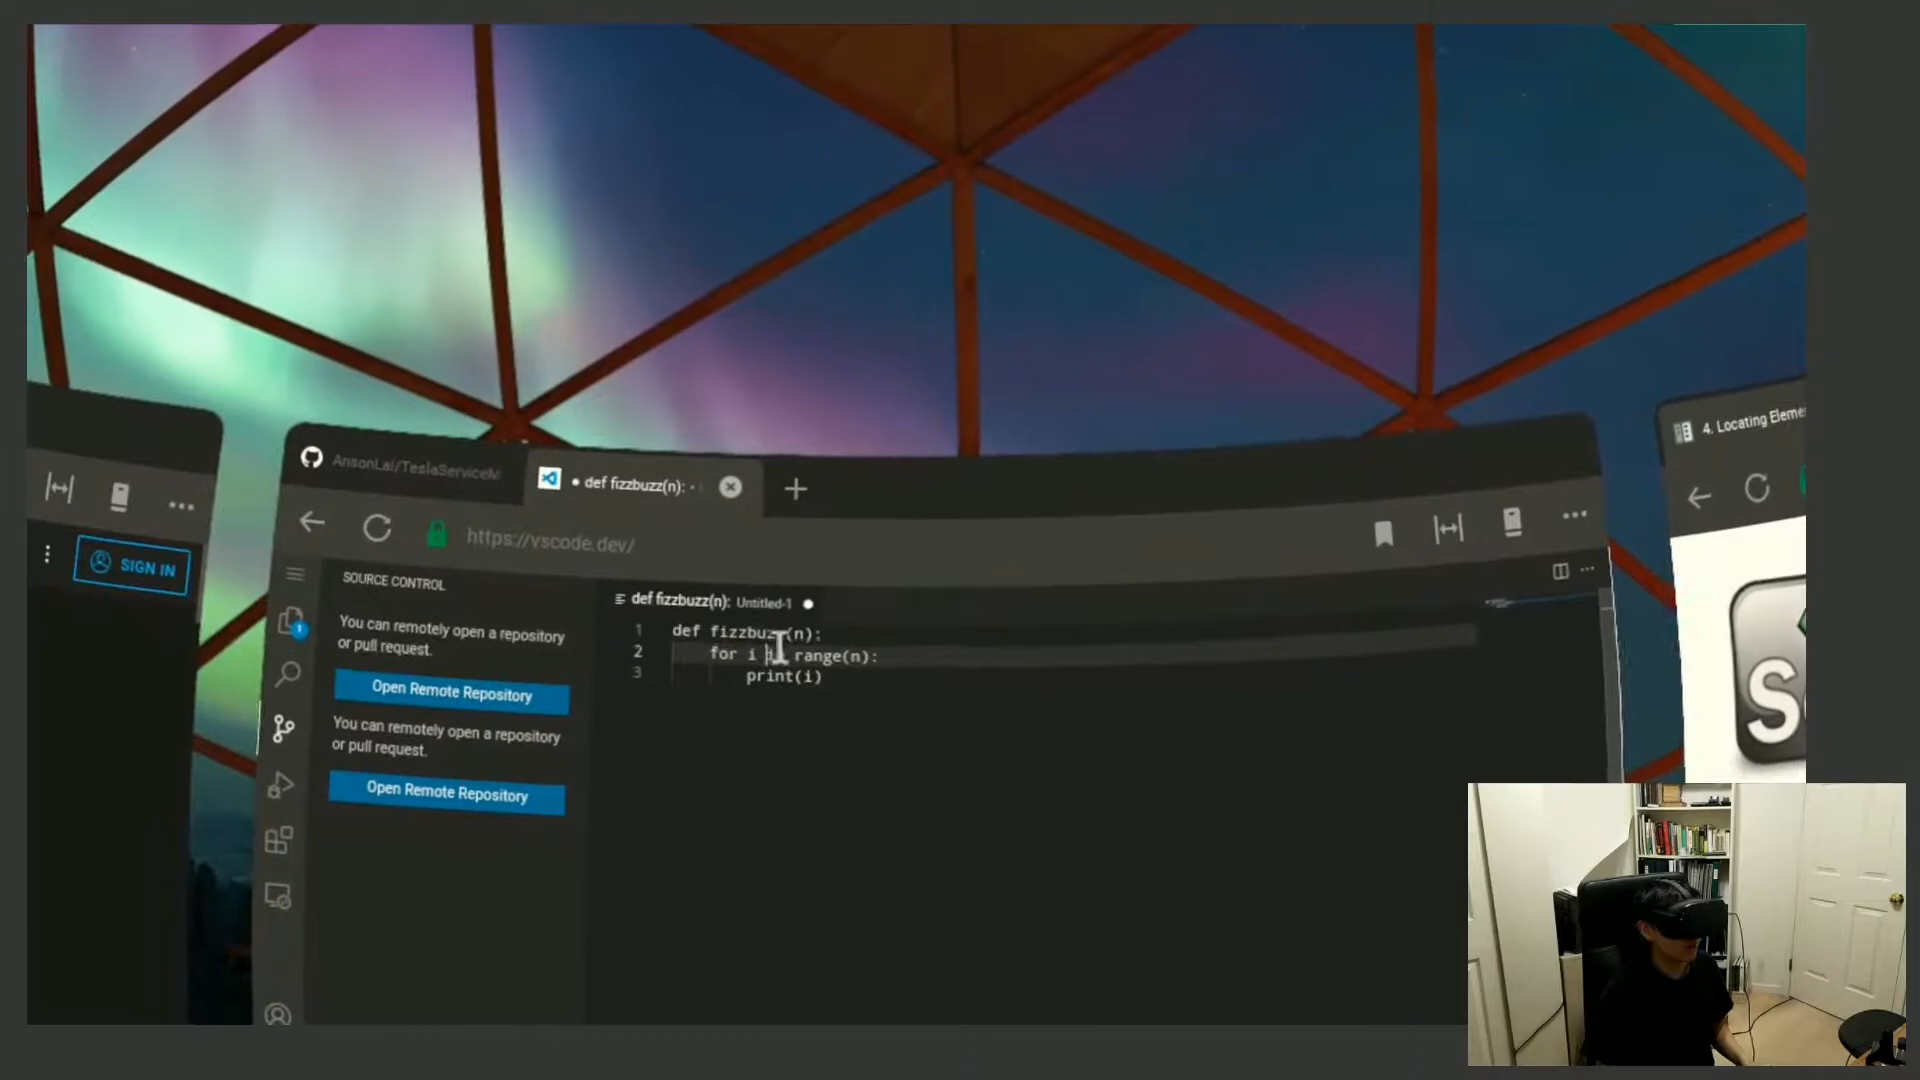 AnsonLai/TeslaServiceM
def fizzbuzz(n): -
4. Locating Eleme
https://vscode.dev/
SIGN IN
SOURCE CONTROL
You can remotely open a repository
or pull request.
Open Remote Repository
You can remotely open a repository
or pull request.
Open Remote Repository
def fizzbuzz(n): Untitled-1
1 def fizzbuzz(n):
2 for i in range(n):
3 print(i)
1
S